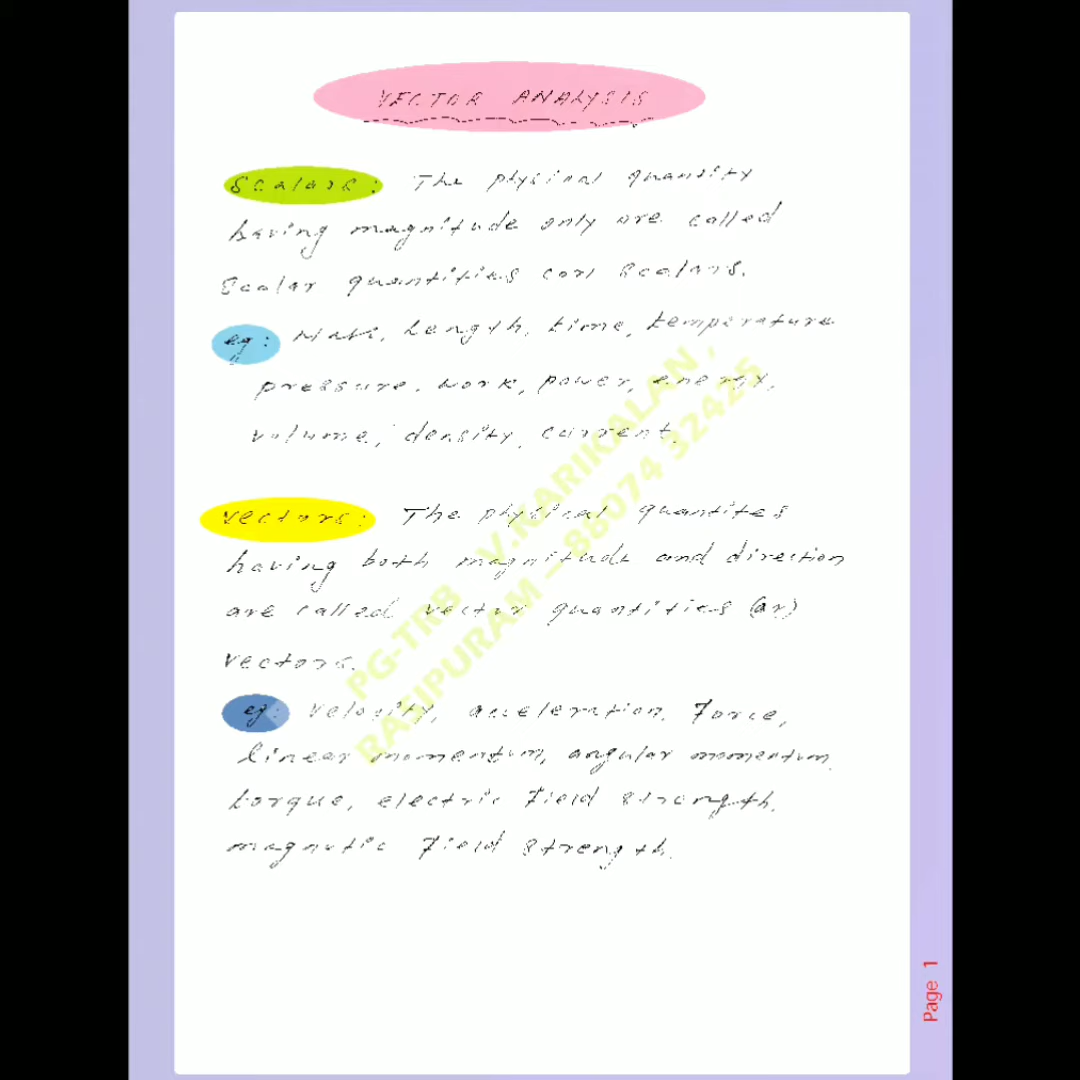 VECTOR ANALYSIS
Scalars: The physical quantity
having magnitude only are called
Scalar quantities (or) Scalars.
eg: Mass, Length, time, temperature
pressure, work, power, energy,
volume, density, current.
Vectors: The physical quantites
having both magnitude and direction
are called vector quantities (or)
Vectors.
eg: Velocity, acceleration, Force,
linear momentum, angular momentum,
torque, electric field strength,
magnetic field strength.
PG-TRB V.KARIKALAN,
RASIPURAM – 88074 32425
Page 1